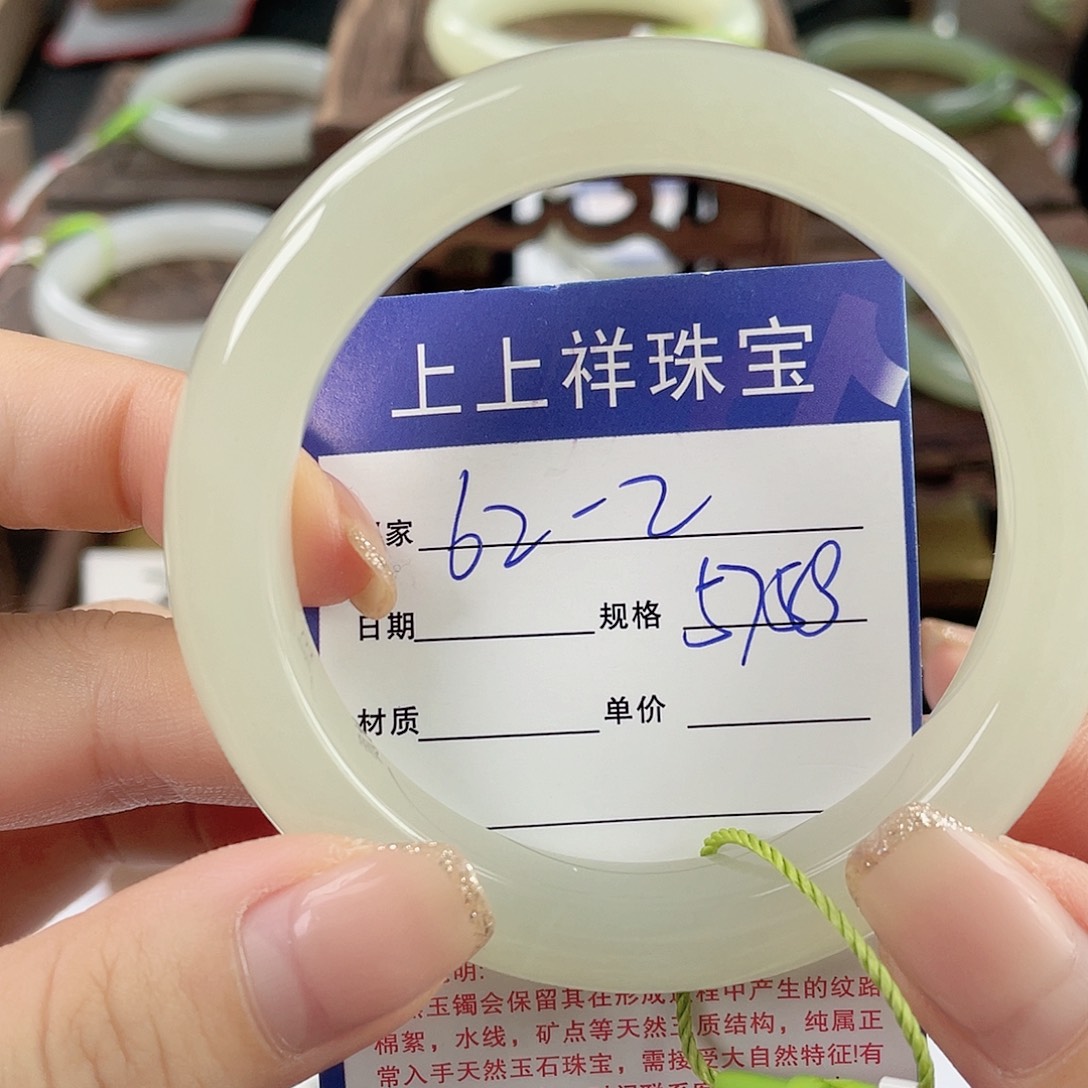 上上祥珠宝
家 62-2
日期 规格 5758
材质 单价
明:
玉镯会保留其在形成过程中产生的纹路
棉絮，水线，矿点等天然玉质结构，纯属正
常入手天然玉石珠宝，需接受大自然特征!有